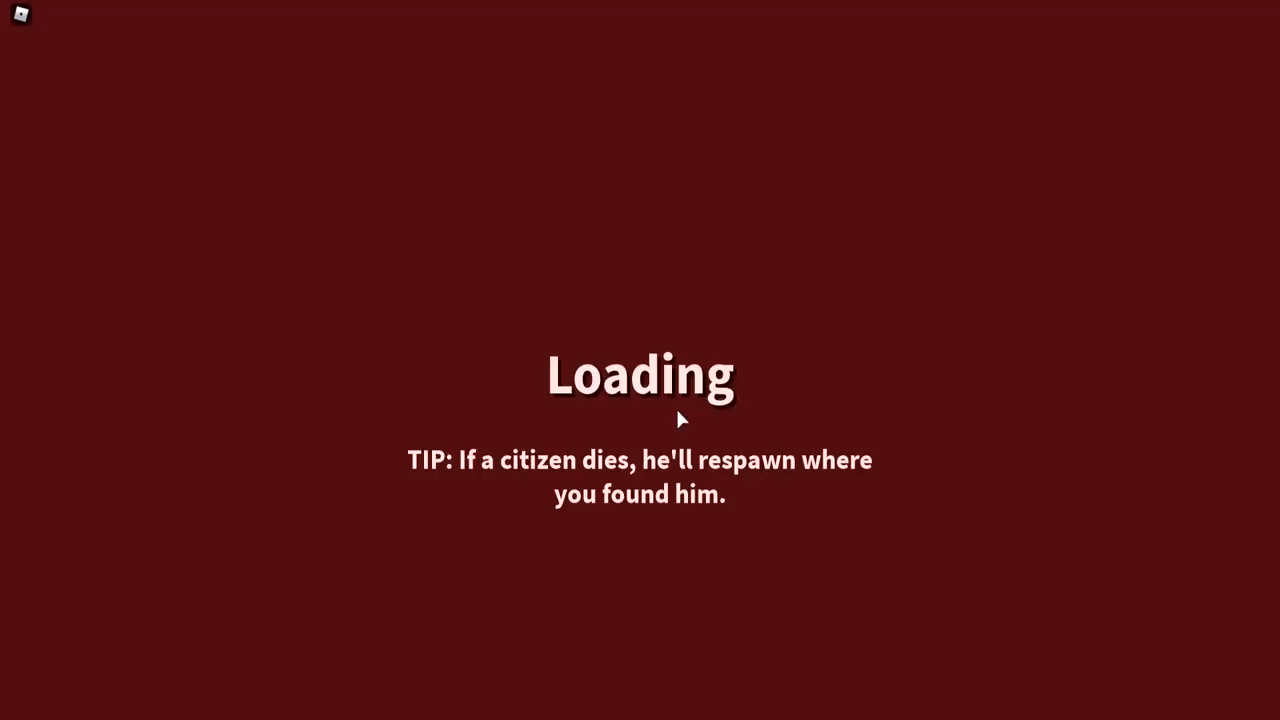 Loading
TIP: If a citizen dies, he'll respawn where
you found him.